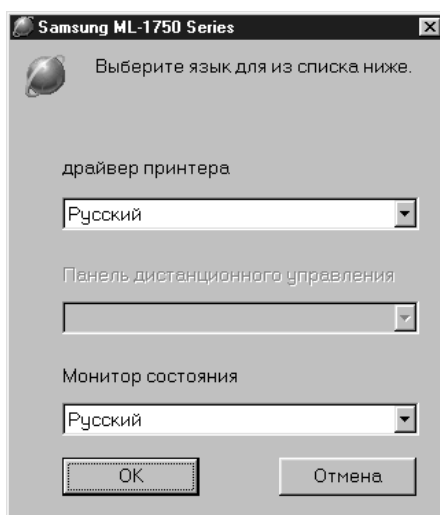 Samsung ML-1750 Series
Выберите язык для из списка ниже.
драйвер принтера
Русский
Панель дистанционного управления
Монитор состояния
Русский
OK
Отмена